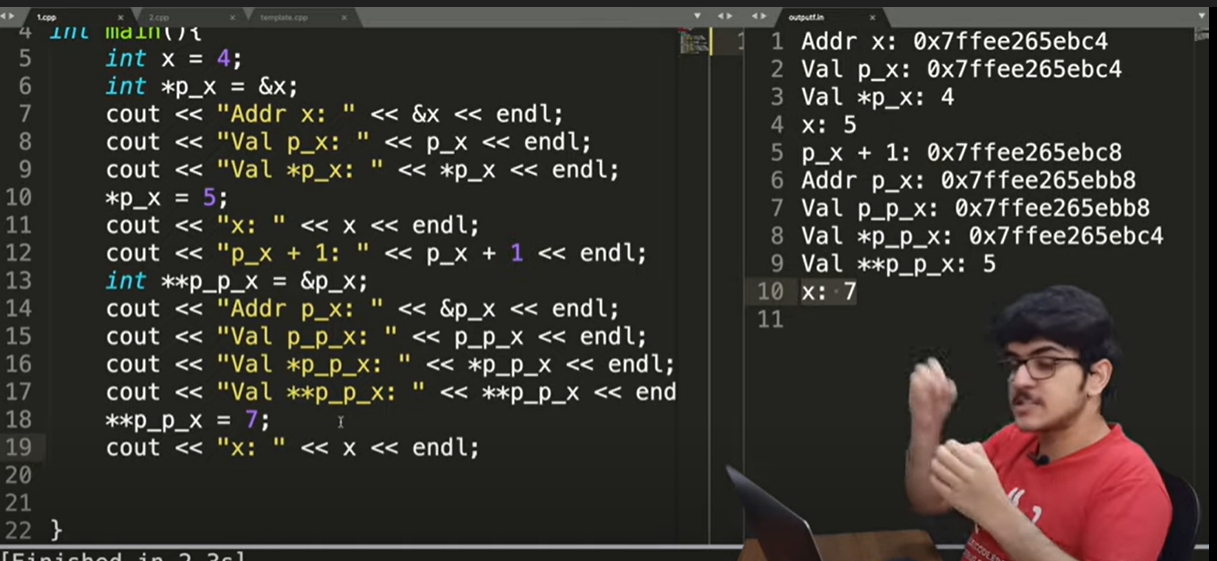 1.cpp
2.cpp
template.cpp
4 int main(){
5 int x = 4;
6 int *p_x = &x;
7 cout << "Addr x: " << &x << endl;
8 cout << "Val p_x: " << p_x << endl;
9 cout << "Val *p_x: " << *p_x << endl;
10 *p_x = 5;
11 cout << "x: " << x << endl;
12 cout << "p_x + 1: " << p_x + 1 << endl;
13 int **p_p_x = &p_x;
14 cout << "Addr p_x: " << &p_x << endl;
15 cout << "Val p_p_x: " << p_p_x << endl;
16 cout << "Val *p_p_x: " << *p_p_x << endl;
17 cout << "Val **p_p_x: " << **p_p_x << end
18 **p_p_x = 7;
19 cout << "x: " << x << endl;
20
21
22 }
[Finished in 2.3s]
1
outputf.in
1 Addr x: 0x7ffee265ebc4
2 Val p_x: 0x7ffee265ebc4
3 Val *p_x: 4
4 x: 5
5 p_x + 1: 0x7ffee265ebc8
6 Addr p_x: 0x7ffee265ebb8
7 Val p_p_x: 0x7ffee265ebb8
8 Val *p_p_x: 0x7ffee265ebc4
9 Val **p_p_x: 5
10 x: 7
11